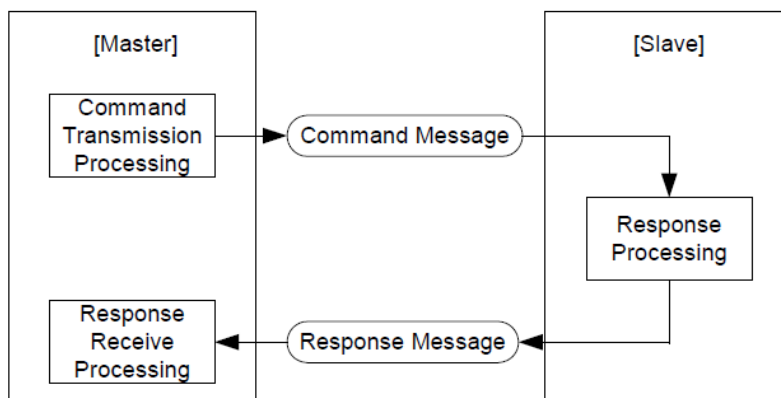 [Master]
[Slave]
Command
Transmission
Processing
Command Message
Response
Processing
Response
Receive
Processing
Response Message